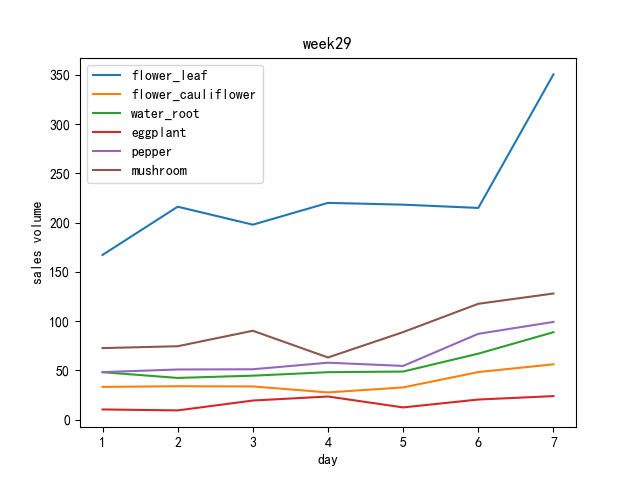 week29
flower_leaf
flower_cauliflower
water_root
eggplant
pepper
mushroom
sales volume
350
300
250
200
150
100
50
0
1 2 3 4 5 6 7
day